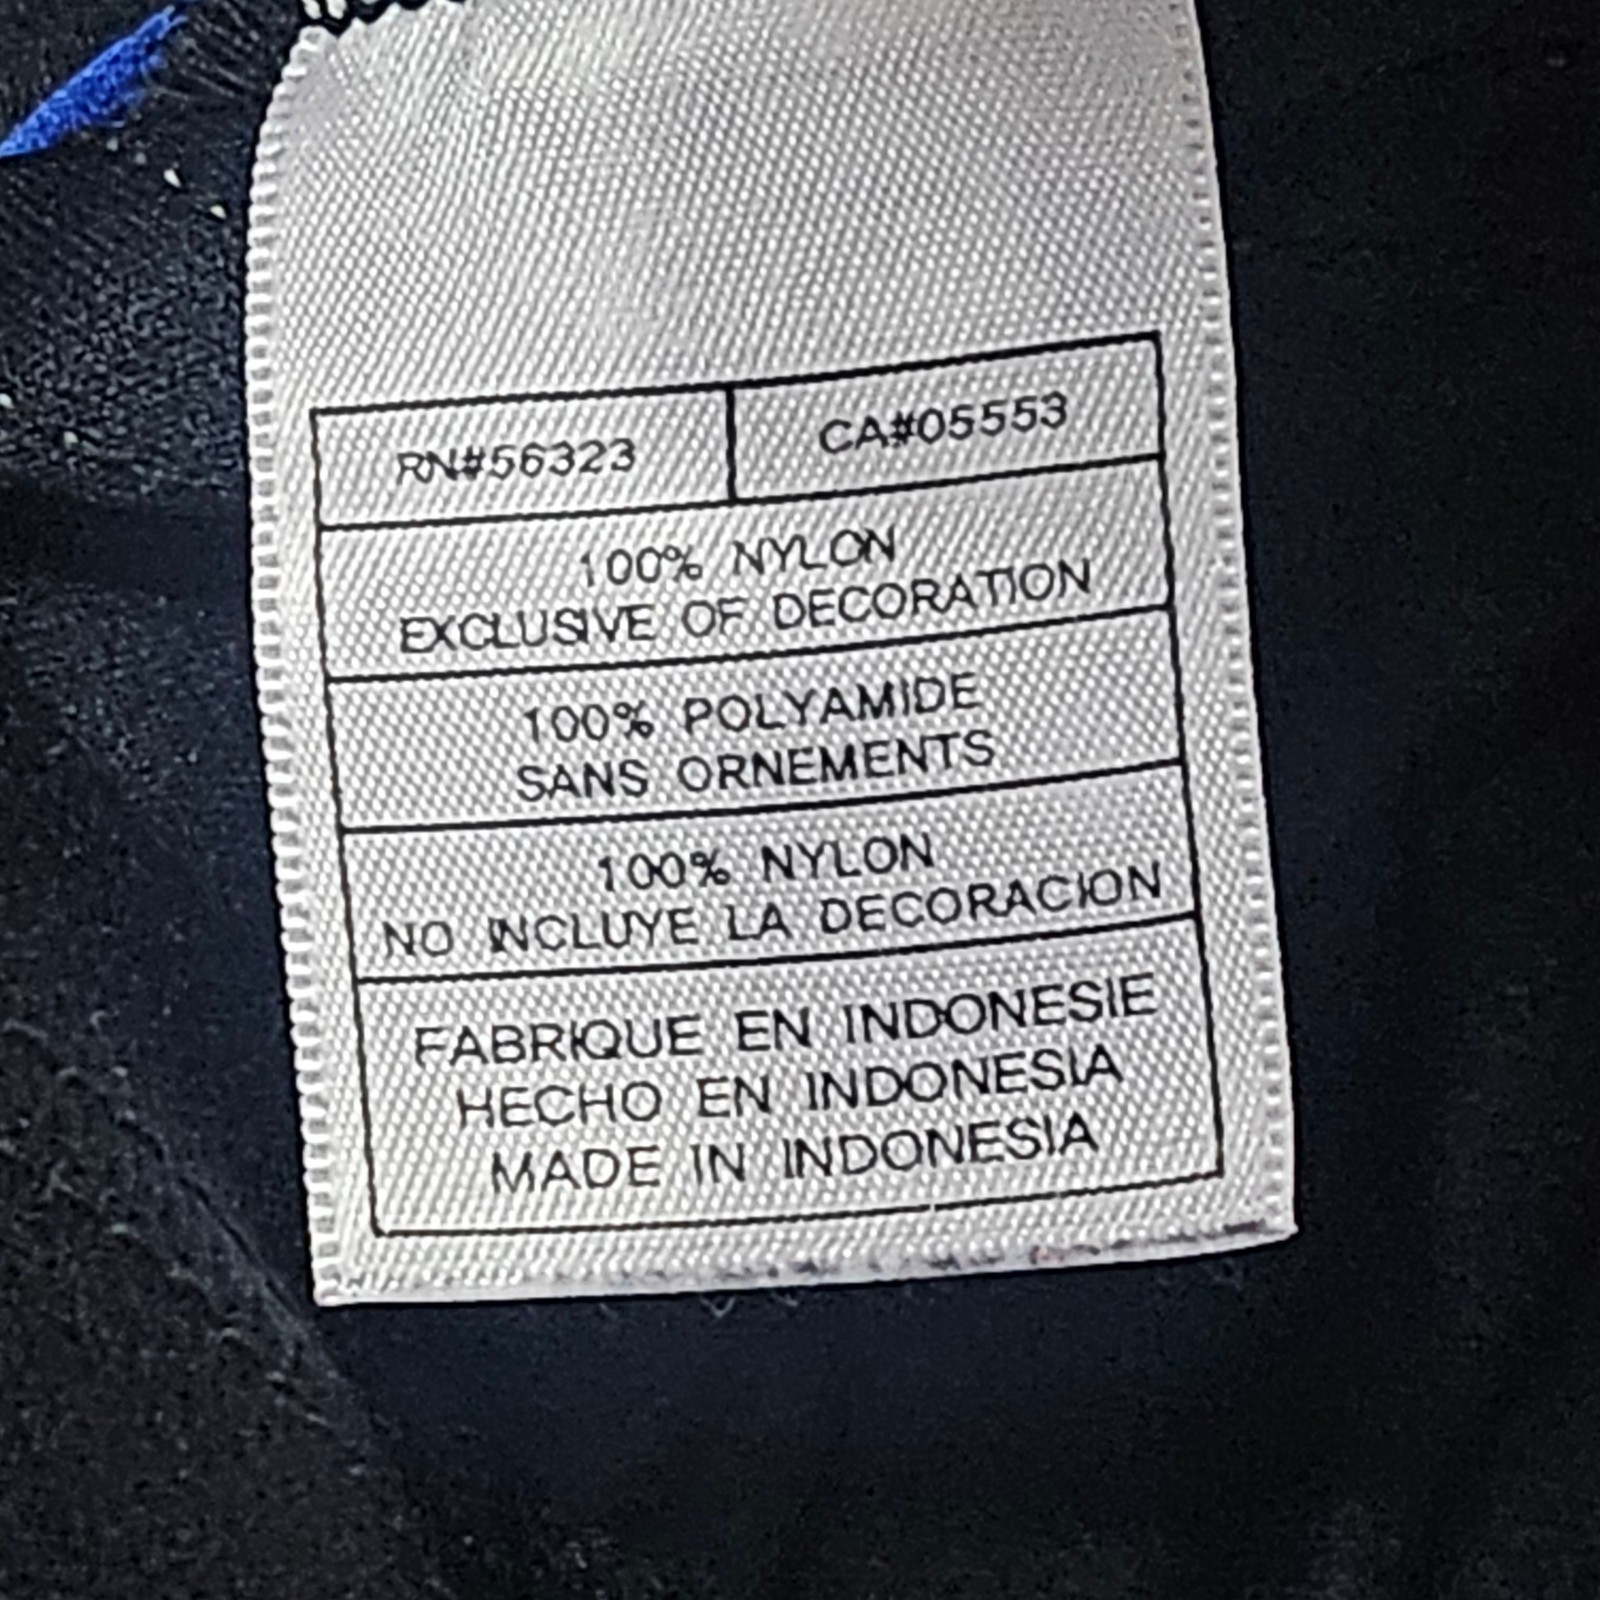 RN#56323 CA#05553
100% NYLON
EXCLUSIVE OF DECORATION
100% POLYAMIDE
SANS ORNEMENTS
100% NYLON
NO INCLUYE LA DECORACION
FABRIQUE EN INDONESIE
HECHO EN INDONESIA
MADE IN INDONESIA